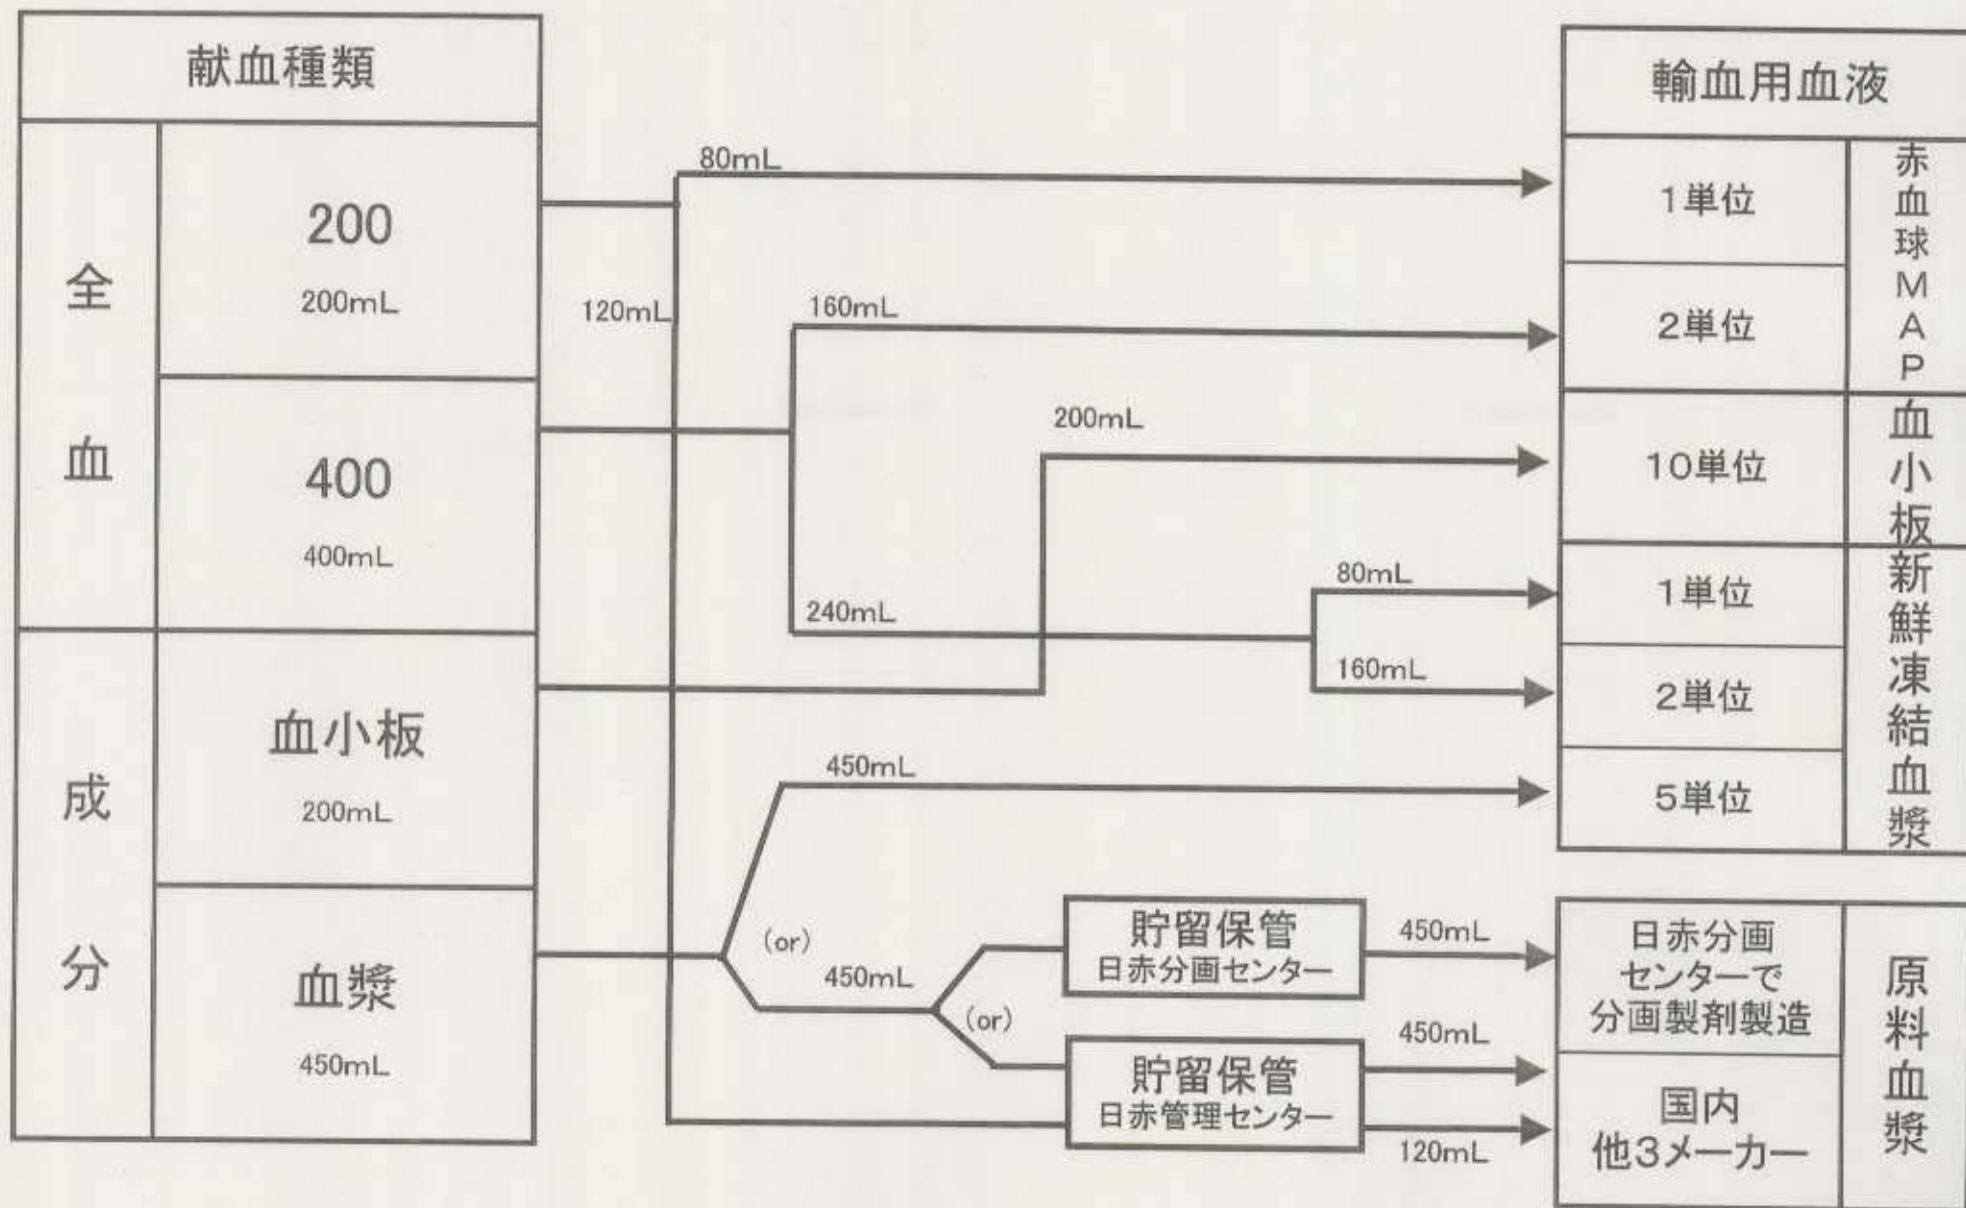 献血種類
全血
200
200mL
400
400mL
成分
血小板
200mL
血漿
450mL
80mL
120mL
160mL
240mL
200mL
80mL
160mL
450mL
(or)
450mL
(or)
貯留保管
日赤分画センター
450mL
貯留保管
日赤管理センター
450mL
120mL
輸血用血液
1単位
2単位
赤血球MAP
10単位
血小板
1単位
2単位
5単位
新鮮凍結血漿
日赤分画
センターで
分画製剤製造
国内
他3メーカー
原料血漿